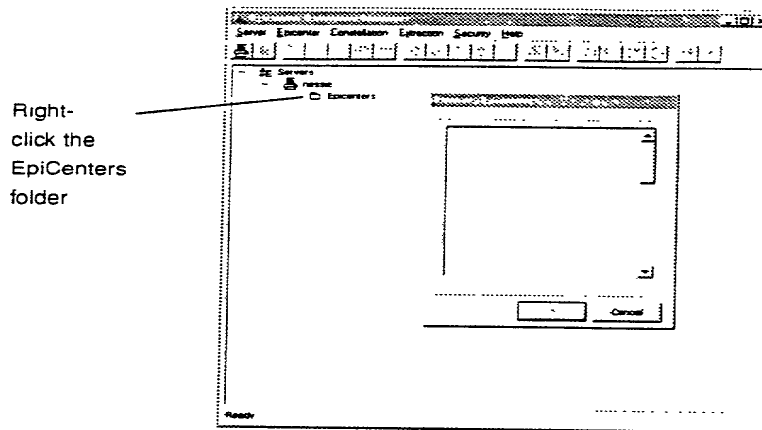 Server Epicenter Constellation Extraction Security Help
Servers
nessie
Epicenters
Right-
click the
EpiCenters
folder
Cancel
Ready